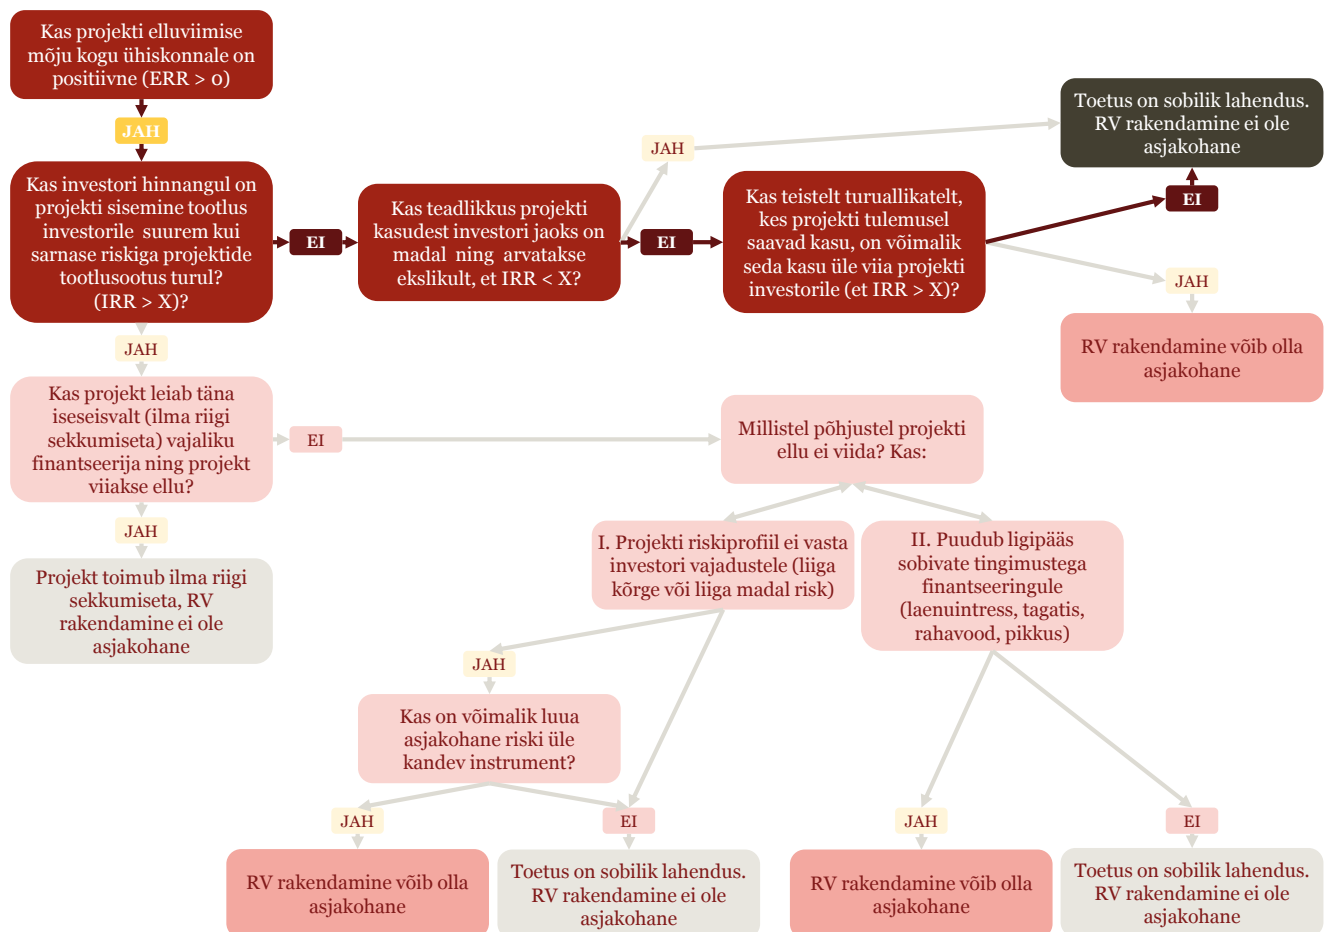 Kas projekti elluviimise
mõju kogu ühiskonnale on
positiivne (ERR > 0)
JAH
Kas investori hinnangul on
projekti sisemine tootlus
investorile suurem kui
sarnase riskiga projektide
tootlusootus turul?
(IRR > X)?
EI
Kas teadlikkus projekti
kasudest investori jaoks on
madal ning arvatakse
ekslikult, et IRR < X?
JAH
EI
Kas teistelt turuallikatelt,
kes projekti tulemusel
saavad kasu, on võimalik
seda kasu üle viia projekti
investorile (et IRR > X)?
Toetus on sobilik lahendus.
RV rakendamine ei ole
asjakohane
EI
JAH
RV rakendamine võib olla
asjakohane
JAH
Kas projekt leiab täna
iseseisvalt (ilma riigi
sekkumiseta) vajaliku
finantseerija ning projekt
viiakse ellu?
EI
Millistel põhjustel projekti
ellu ei viida? Kas:
JAH
Projekt toimub ilma riigi
sekkumiseta, RV
rakendamine ei ole
asjakohane
I. Projekti riskiprofiil ei vasta
investori vajadustele (liiga
kõrge või liiga madal risk)
II. Puudub ligipääs
sobivate tingimustega
finantseeringule
(laenuintress, tagatis,
rahavood, pikkus)
JAH
Kas on võimalik luua
asjakohane riski üle
kandev instrument?
JAH
EI
JAH
EI
RV rakendamine võib olla
asjakohane
Toetus on sobilik lahendus.
RV rakendamine ei ole
asjakohane
RV rakendamine võib olla
asjakohane
Toetus on sobilik lahendus.
RV rakendamine ei ole
asjakohane